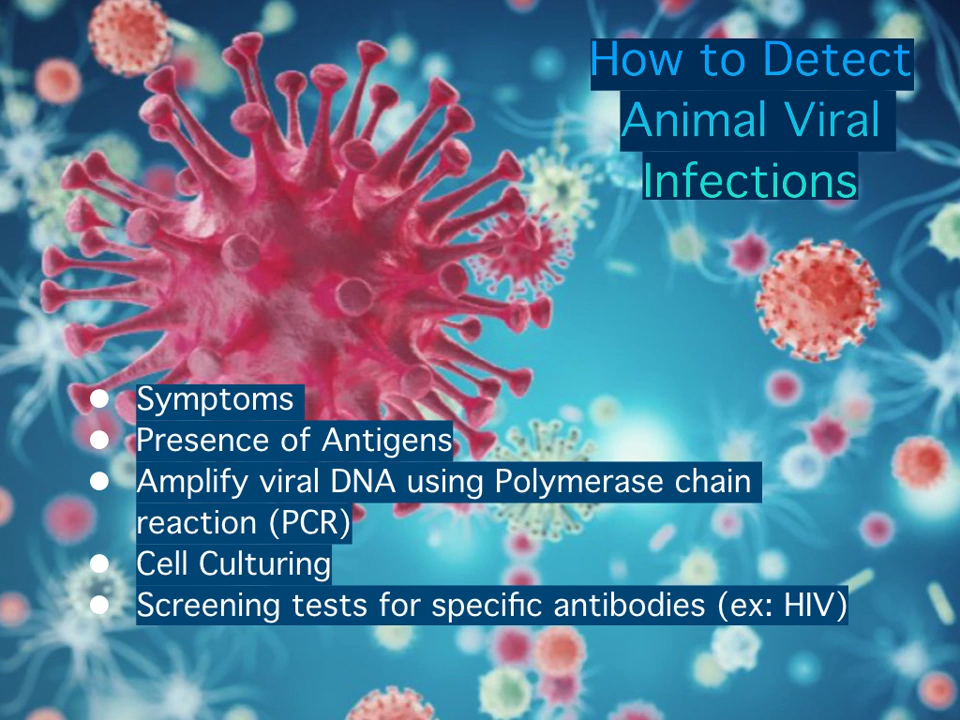 How to Detect
Animal Viral
Infections
● Symptoms
● Presence of Antigens
● Amplify viral DNA using Polymerase chain
reaction (PCR)
● Cell Culturing
● Screening tests for specific antibodies (ex: HIV)